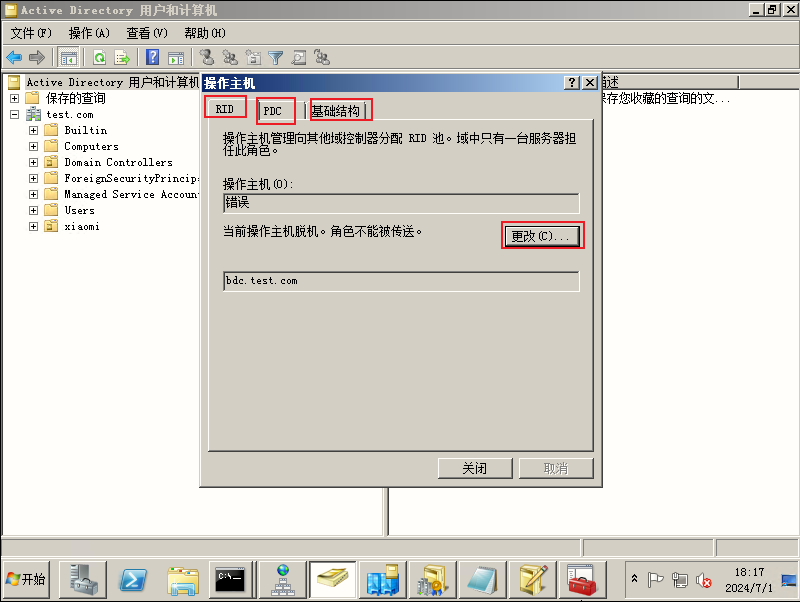 Active Directory 用户和计算机
文件(F) 操作(A) 查看(V) 帮助(H)
Active Directory 用户和计算机
保存的查询
test.com
Builtin
Computers
Domain Controllers
ForeignSecurityPrincip
Managed Service Accoun
Users
xiaomi
描述
保存您收藏的查询的文...
操作主机
RID
PDC
基础结构
操作主机管理向其他域控制器分配 RID 池。域中只有一台服务器担
任此角色。
操作主机(O):
错误
当前操作主机脱机。角色不能被传送。
更改(C)...
bdc.test.com
关闭
取消
开始
C:\
18:17
2024/7/1